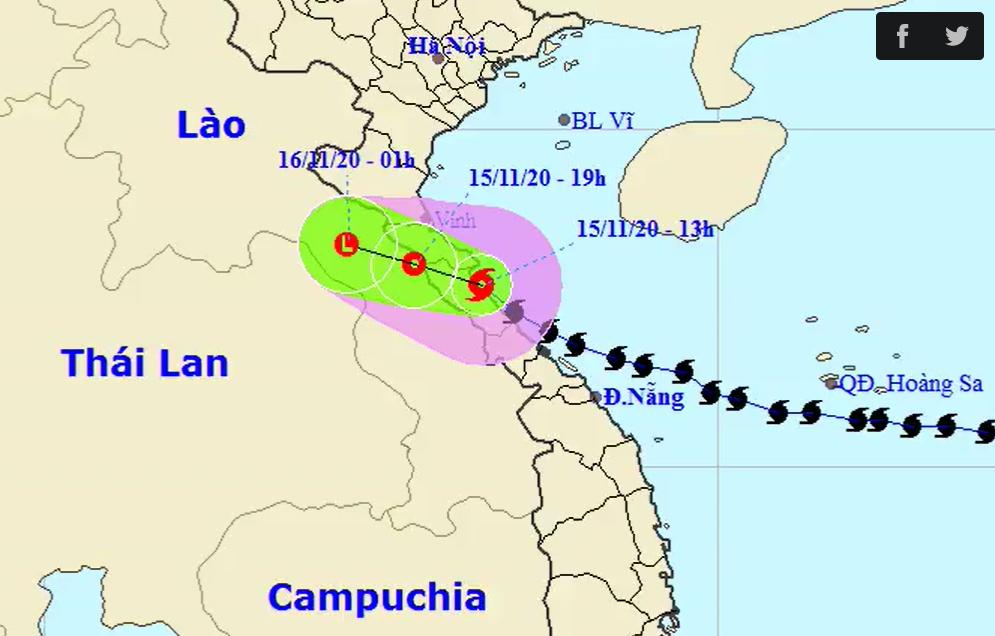 Hà Nội
BL Vĩ
Lào
16/11/20 - 01h
15/11/20 - 19h
Vinh
15/11/20 - 13h
L
Thái Lan
QĐ. Hoàng Sa
Đ.Nẵng
Campuchia